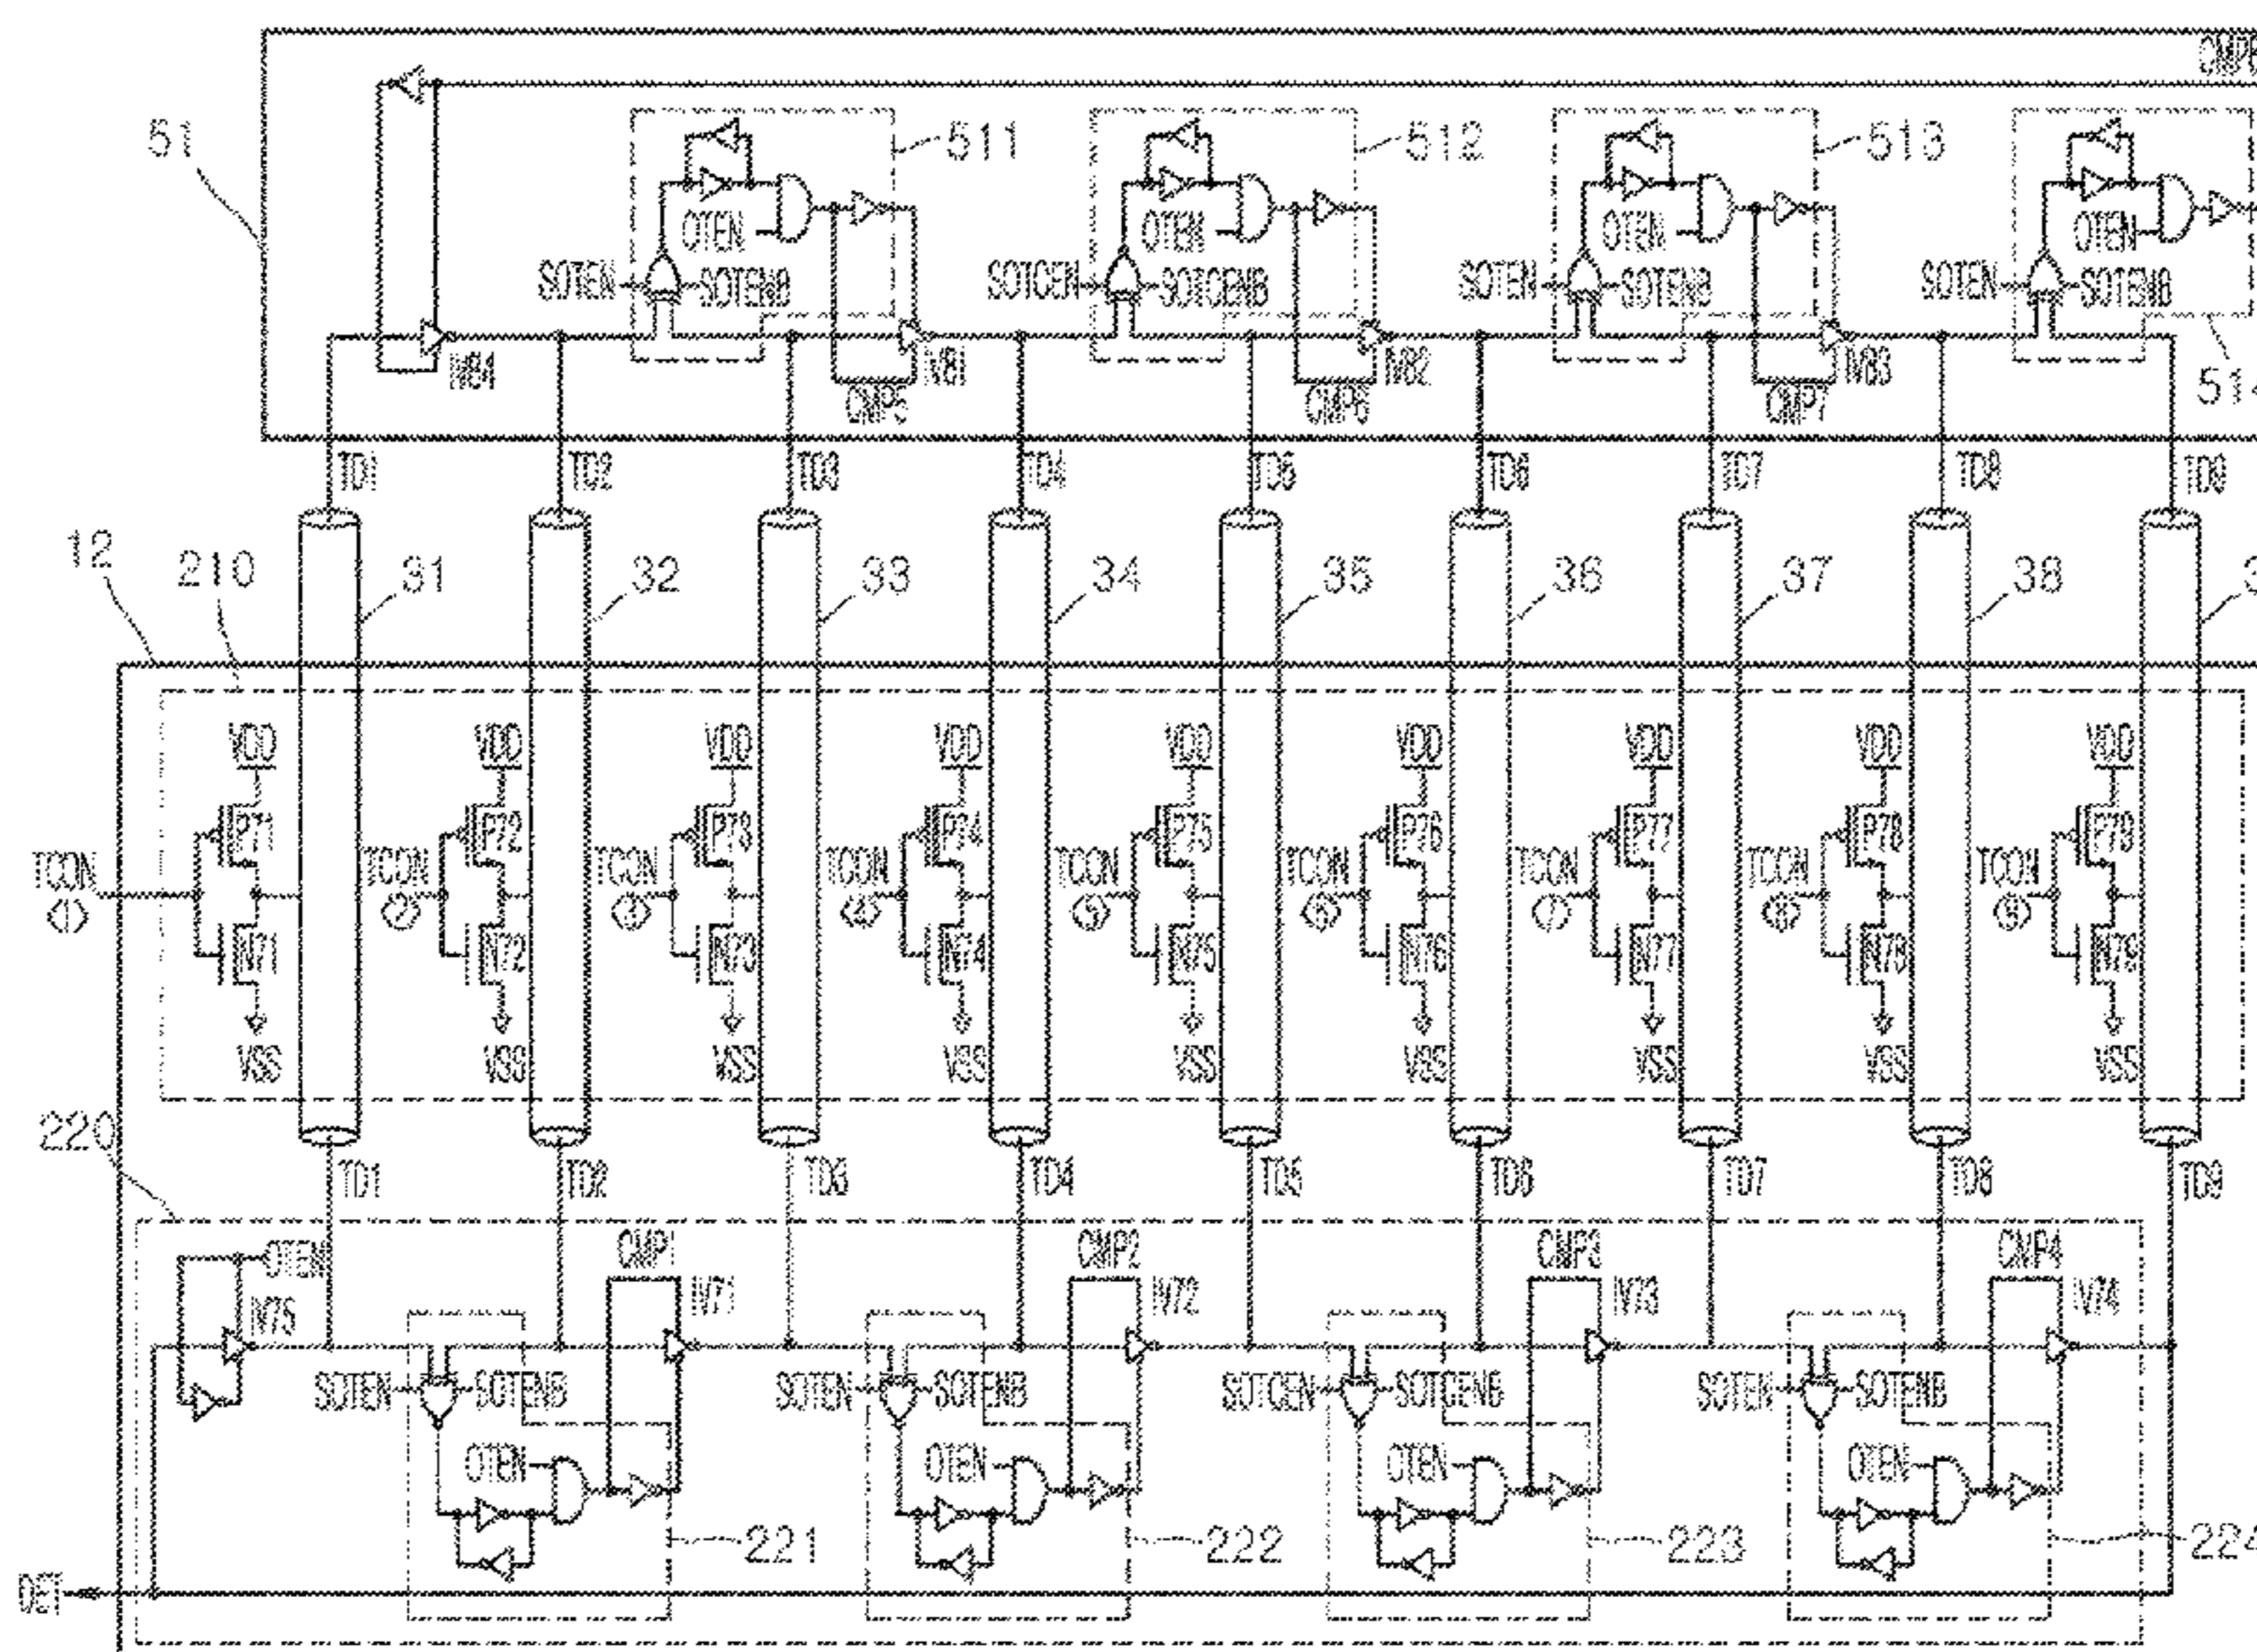 51
511
512
513
OTEN
OTEN
OTEN
OTEN
SOTEN
SOTENB
SOTCEN
SOTCENB
SOTEN
SOTENB
SOTEN
SOTENB
IV84
IV81
IV82
IV83
CMP5
CMP6
CMP7
TD1
TD2
TD3
TD4
TD5
TD6
TD7
TD8
TD9
12
210
31
32
33
34
35
36
37
38
VDD
VDD
VDD
VDD
VDD
VDD
VDD
VDD
VDD
P71
P72
P73
P74
P75
P76
P77
P78
P79
TCON
<1>
TCON
<2>
TCON
<3>
TCON
<4>
TCON
<5>
TCON
<6>
TCON
<7>
TCON
<8>
TCON
<9>
N71
N72
N73
N74
N75
N76
N77
N78
N79
VSS
VSS
VSS
VSS
VSS
VSS
VSS
VSS
VSS
220
TD1
TD2
TD3
TD4
TD5
TD6
TD7
TD8
TD9
OTEN
CMP1
CMP2
CMP3
CMP4
IV75
IV71
IV72
IV73
IV74
SOTEN
SOTENB
SOTEN
SOTENB
SOTCEN
SOTCENB
SOTEN
SOTENB
OTEN
OTEN
OTEN
OTEN
221
222
223
224
DET